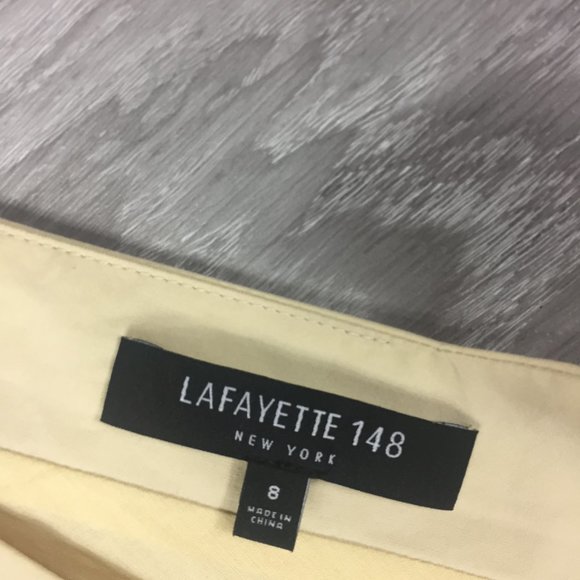 LAFAYETTE 148
NEW YORK
8
MADE IN
CHINA